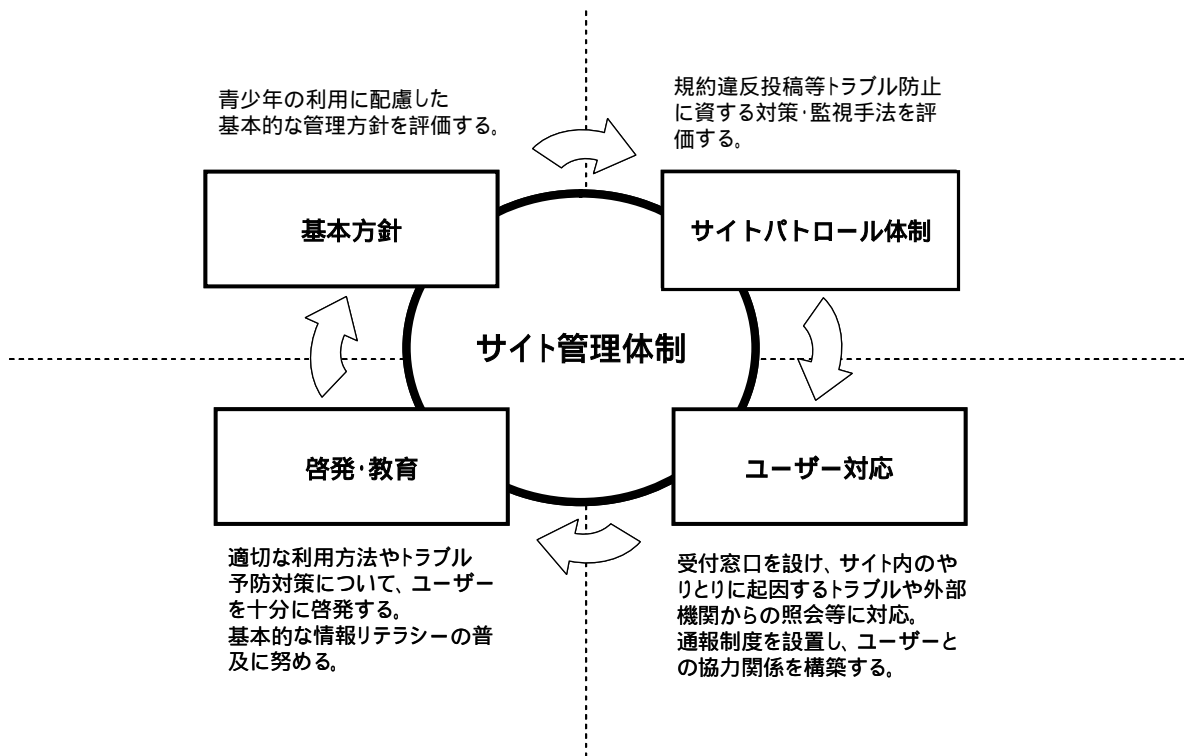 青少年の利用に配慮した
基本的な管理方針を評価する。
規約違反投稿等トラブル防止
に資する対策・監視手法を評
価する。
基本方針
サイトパトロール体制
サイト管理体制
啓発・教育
ユーザー対応
適切な利用方法やトラブル
予防対策について、ユーザー
を十分に啓発する。
基本的な情報リテラシーの普
及に努める。
受付窓口を設け、サイト内のや
りとりに起因するトラブルや外部
機関からの照会等に対応。
通報制度を設置し、ユーザーと
の協力関係を構築する。